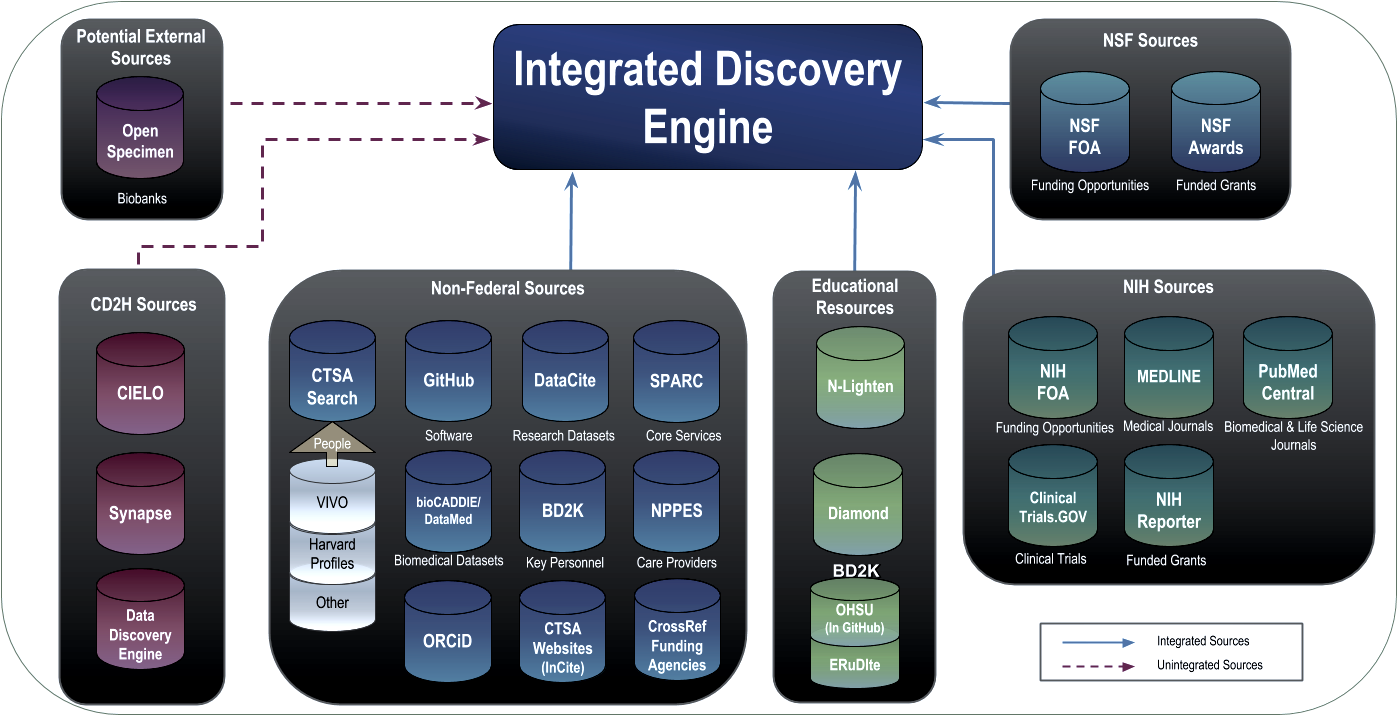 Potential External
Sources
Open
Specimen
Biobanks
Integrated Discovery
Engine
NSF Sources
NSF
FOA
Funding Opportunities
NSF
Awards
Funded Grants
CD2H Sources
CIELO
Synapse
Data
Discovery
Engine
Non-Federal Sources
CTSA
Search
GitHub
Software
DataCite
Research Datasets
SPARC
Core Services
People
VIVO
Harvard
Profiles
Other
bioCADDIE/
DataMed
Biomedical Datasets
BD2K
Key Personnel
NPPES
Care Providers
ORCiD
CTSA
Websites
(InCite)
CrossRef
Funding
Agencies
Educational
Resources
N-Lighten
Diamond
BD2K
OHSU
(In GitHub)
ERuDIte
NIH Sources
NIH
FOA
Funding Opportunities
MEDLINE
Medical Journals
PubMed
Central
Biomedical & Life Science
Journals
Clinical
Trials.GOV
Clinical Trials
NIH
Reporter
Funded Grants
Integrated Sources
Unintegrated Sources